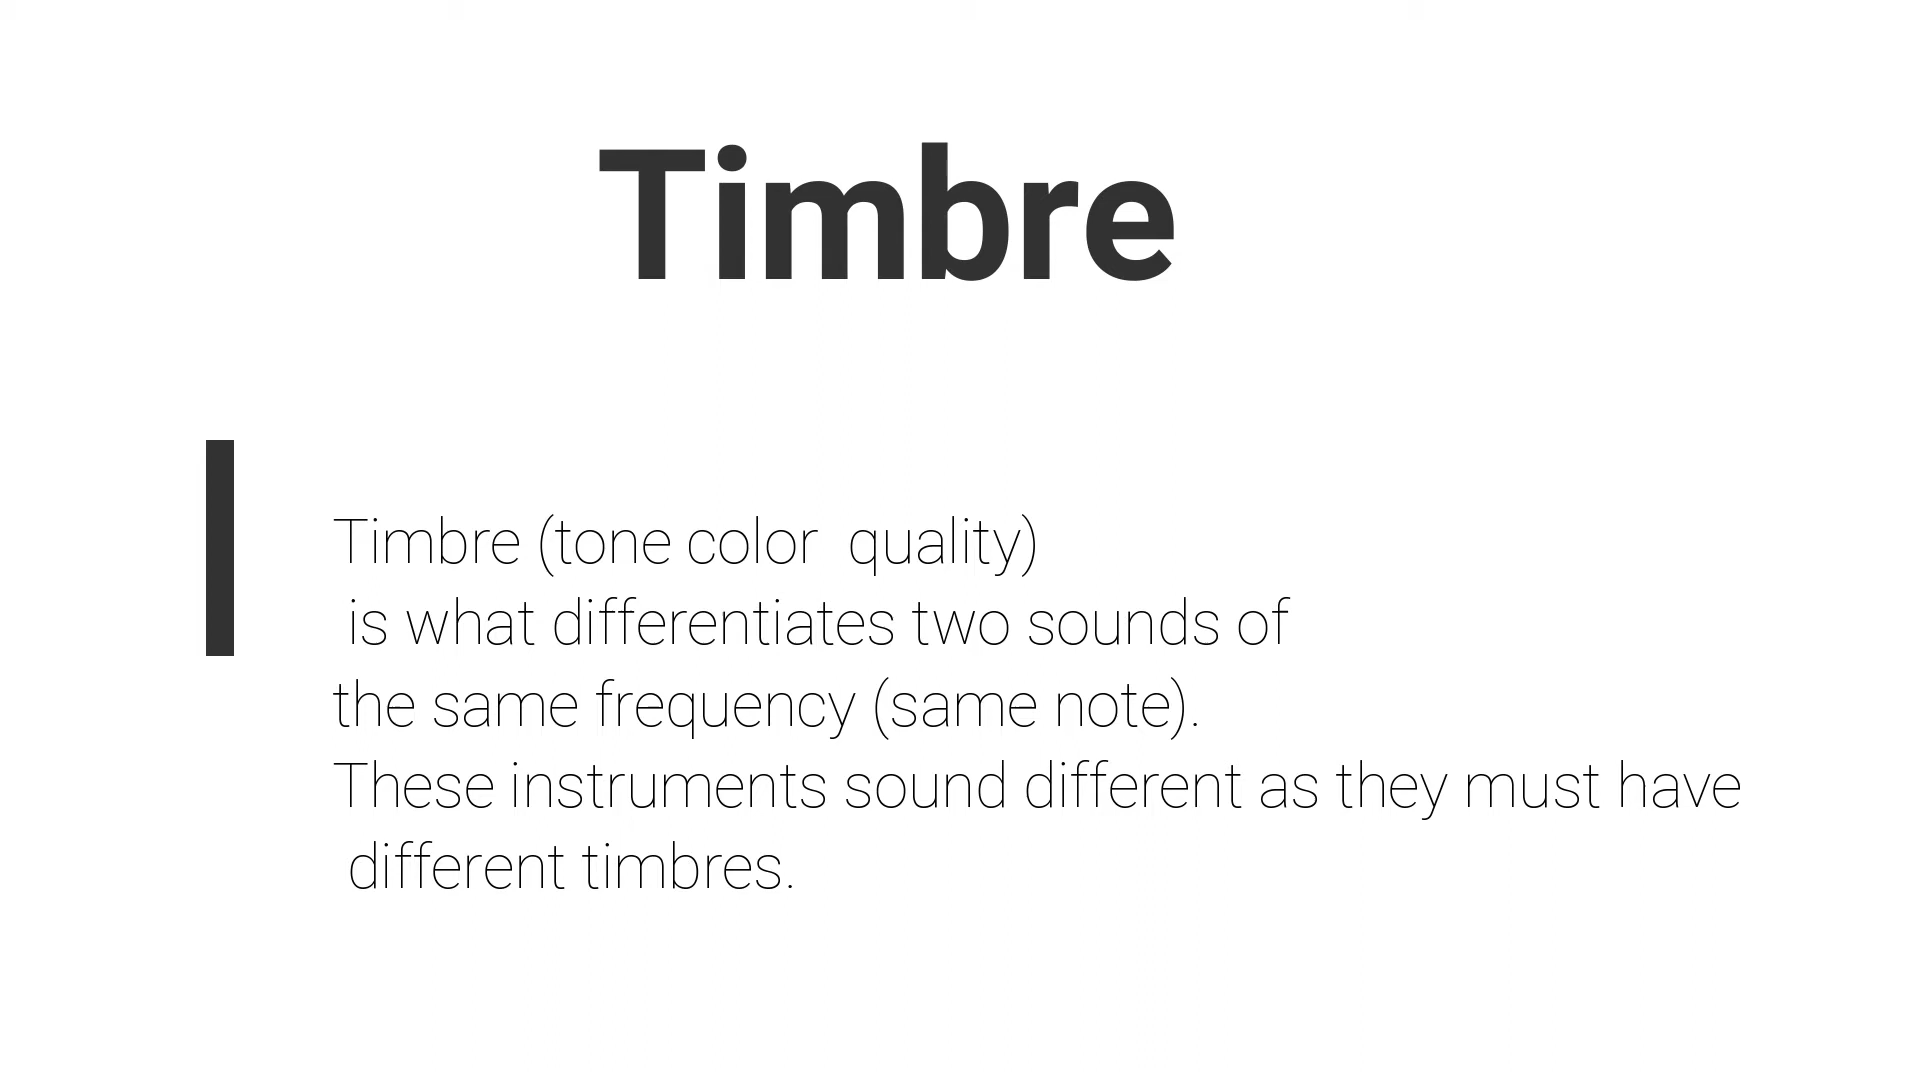 Timbre
Timbre (tone color  quality)
is what differentiates two sounds of
the same frequency (same note).
These instruments sound different as they must have
different timbres.